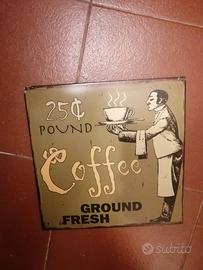 25¢
POUND
Coffee
GROUND
FRESH
subito